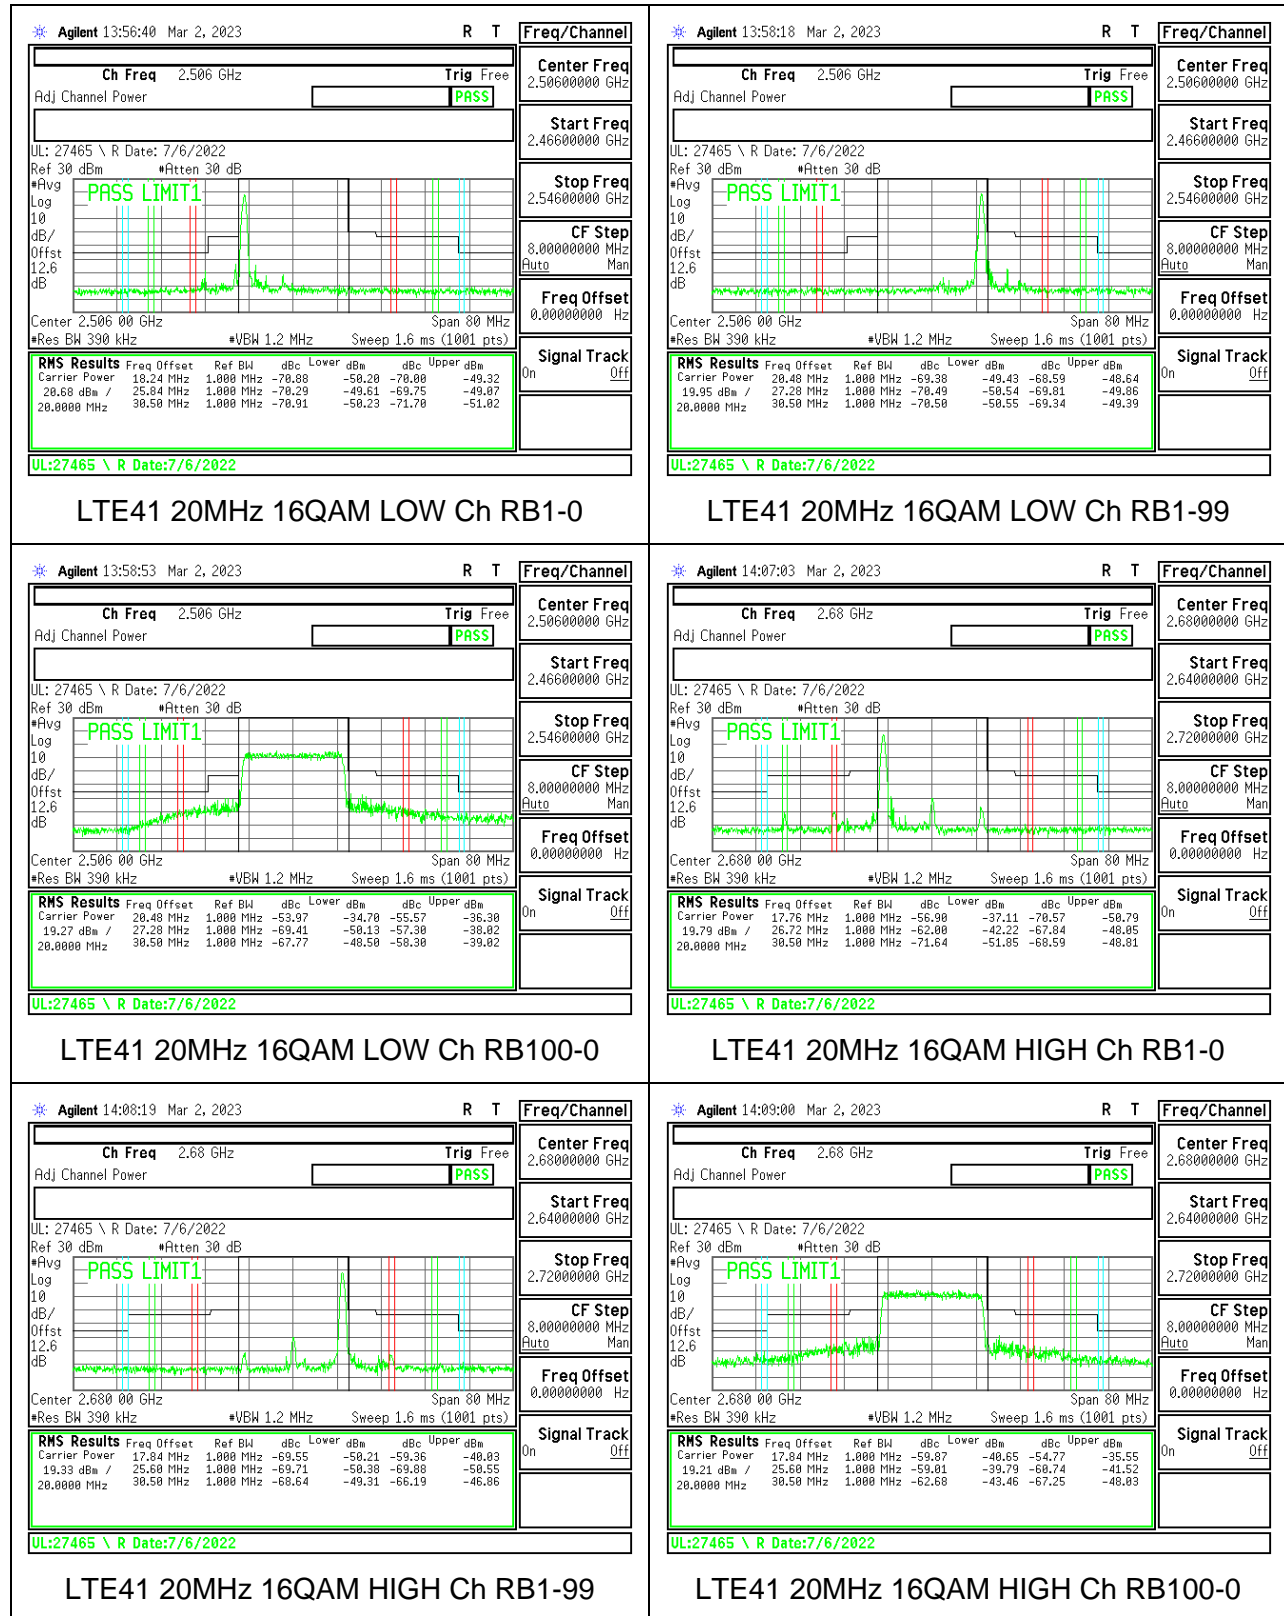 Agilent 13:56:40 Mar 2, 2023 R T Freq/Channel
Ch Freq 2.506 GHz Trig Free
Adj Channel Power PASS
Center Freq
2.50600000 GHz
Start Freq
2.46600000 GHz
UL: 27465 \ R Date: 7/6/2022
Ref 30 dBm #Atten 30 dB
#Avg
Log
10
dB/
Offst
12.6
dB
PASS LIMIT1
Stop Freq
2.54600000 GHz
CF Step
8.00000000 MHz
Auto Man
Freq Offset
0.00000000 Hz
Center 2.506 00 GHz Span 80 MHz
#Res BW 390 kHz #VBW 1.2 MHz Sweep 1.6 ms (1001 pts)
Signal Track
On Off
RMS Results Freq Offset Ref BW dBc Lower dBm dBc Upper dBm
Carrier Power 18.24 MHz 1.000 MHz -70.88 -50.20 -70.00 -49.32
20.68 dBm / 25.84 MHz 1.000 MHz -70.29 -49.61 -69.75 -49.07
20.0000 MHz 30.50 MHz 1.000 MHz -70.91 -50.23 -71.70 -51.02
UL:27465 \ R Date:7/6/2022
LTE41 20MHz 16QAM LOW Ch RB1-0
Agilent 13:58:18 Mar 2, 2023 R T Freq/Channel
Ch Freq 2.506 GHz Trig Free
Adj Channel Power PASS
Center Freq
2.50600000 GHz
Start Freq
2.46600000 GHz
UL: 27465 \ R Date: 7/6/2022
Ref 30 dBm #Atten 30 dB
#Avg
Log
10
dB/
Offst
12.6
dB
PASS LIMIT1
Stop Freq
2.54600000 GHz
CF Step
8.00000000 MHz
Auto Man
Freq Offset
0.00000000 Hz
Center 2.506 00 GHz Span 80 MHz
#Res BW 390 kHz #VBW 1.2 MHz Sweep 1.6 ms (1001 pts)
Signal Track
On Off
RMS Results Freq Offset Ref BW dBc Lower dBm dBc Upper dBm
Carrier Power 20.48 MHz 1.000 MHz -69.38 -49.43 -68.59 -48.64
19.95 dBm / 27.28 MHz 1.000 MHz -70.49 -50.54 -69.81 -49.86
20.0000 MHz 30.50 MHz 1.000 MHz -70.50 -50.55 -69.34 -49.39
UL:27465 \ R Date:7/6/2022
LTE41 20MHz 16QAM LOW Ch RB1-99
Agilent 13:58:53 Mar 2, 2023 R T Freq/Channel
Ch Freq 2.506 GHz Trig Free
Adj Channel Power PASS
Center Freq
2.50600000 GHz
Start Freq
2.46600000 GHz
UL: 27465 \ R Date: 7/6/2022
Ref 30 dBm #Atten 30 dB
#Avg
Log
10
dB/
Offst
12.6
dB
PASS LIMIT1
Stop Freq
2.54600000 GHz
CF Step
8.00000000 MHz
Auto Man
Freq Offset
0.00000000 Hz
Center 2.506 00 GHz Span 80 MHz
#Res BW 390 kHz #VBW 1.2 MHz Sweep 1.6 ms (1001 pts)
Signal Track
On Off
RMS Results Freq Offset Ref BW dBc Lower dBm dBc Upper dBm
Carrier Power 20.48 MHz 1.000 MHz -53.97 -34.70 -55.57 -36.30
19.27 dBm / 27.28 MHz 1.000 MHz -69.41 -50.13 -57.30 -38.02
20.0000 MHz 30.50 MHz 1.000 MHz -67.77 -48.50 -58.30 -39.02
UL:27465 \ R Date:7/6/2022
LTE41 20MHz 16QAM LOW Ch RB100-0
Agilent 14:07:03 Mar 2, 2023 R T Freq/Channel
Ch Freq 2.68 GHz Trig Free
Adj Channel Power PASS
Center Freq
2.68000000 GHz
Start Freq
2.64000000 GHz
UL: 27465 \ R Date: 7/6/2022
Ref 30 dBm #Atten 30 dB
#Avg
Log
10
dB/
Offst
12.6
dB
PASS LIMIT1
Stop Freq
2.72000000 GHz
CF Step
8.00000000 MHz
Auto Man
Freq Offset
0.00000000 Hz
Center 2.680 00 GHz Span 80 MHz
#Res BW 390 kHz #VBW 1.2 MHz Sweep 1.6 ms (1001 pts)
Signal Track
On Off
RMS Results Freq Offset Ref BW dBc Lower dBm dBc Upper dBm
Carrier Power 17.76 MHz 1.000 MHz -56.90 -37.11 -70.57 -50.79
19.79 dBm / 26.72 MHz 1.000 MHz -62.00 -42.22 -67.84 -48.05
20.0000 MHz 30.50 MHz 1.000 MHz -71.64 -51.85 -68.59 -48.81
UL:27465 \ R Date:7/6/2022
LTE41 20MHz 16QAM HIGH Ch RB1-0
Agilent 14:08:19 Mar 2, 2023 R T Freq/Channel
Ch Freq 2.68 GHz Trig Free
Adj Channel Power PASS
Center Freq
2.68000000 GHz
Start Freq
2.64000000 GHz
UL: 27465 \ R Date: 7/6/2022
Ref 30 dBm #Atten 30 dB
#Avg
Log
10
dB/
Offst
12.6
dB
PASS LIMIT1
Stop Freq
2.72000000 GHz
CF Step
8.00000000 MHz
Auto Man
Freq Offset
0.00000000 Hz
Center 2.680 00 GHz Span 80 MHz
#Res BW 390 kHz #VBW 1.2 MHz Sweep 1.6 ms (1001 pts)
Signal Track
On Off
RMS Results Freq Offset Ref BW dBc Lower dBm dBc Upper dBm
Carrier Power 17.84 MHz 1.000 MHz -69.55 -50.21 -59.36 -40.03
19.33 dBm / 25.60 MHz 1.000 MHz -69.71 -50.38 -69.88 -50.55
20.0000 MHz 30.50 MHz 1.000 MHz -68.64 -49.31 -66.19 -46.86
UL:27465 \ R Date:7/6/2022
LTE41 20MHz 16QAM HIGH Ch RB1-99
Agilent 14:09:00 Mar 2, 2023 R T Freq/Channel
Ch Freq 2.68 GHz Trig Free
Adj Channel Power PASS
Center Freq
2.68000000 GHz
Start Freq
2.64000000 GHz
UL: 27465 \ R Date: 7/6/2022
Ref 30 dBm #Atten 30 dB
#Avg
Log
10
dB/
Offst
12.6
dB
PASS LIMIT1
Stop Freq
2.72000000 GHz
CF Step
8.00000000 MHz
Auto Man
Freq Offset
0.00000000 Hz
Center 2.680 00 GHz Span 80 MHz
#Res BW 390 kHz #VBW 1.2 MHz Sweep 1.6 ms (1001 pts)
Signal Track
On Off
RMS Results Freq Offset Ref BW dBc Lower dBm dBc Upper dBm
Carrier Power 17.84 MHz 1.000 MHz -59.87 -40.65 -54.77 -35.55
19.21 dBm / 25.60 MHz 1.000 MHz -59.01 -39.79 -60.74 -41.52
20.0000 MHz 30.50 MHz 1.000 MHz -62.68 -43.46 -67.25 -48.03
UL:27465 \ R Date:7/6/2022
LTE41 20MHz 16QAM HIGH Ch RB100-0